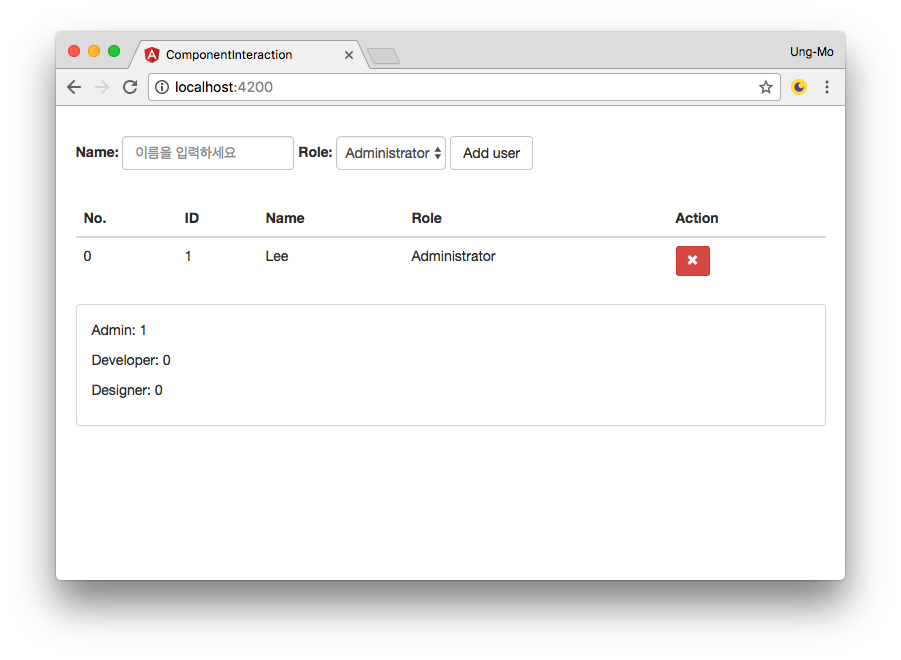 ComponentInteraction
Ung-Mo
localhost:4200
Name: 이름을 입력하세요 Role: Administrator Add user
No. ID Name Role Action
0 1 Lee Administrator
Admin: 1
Developer: 0
Designer: 0